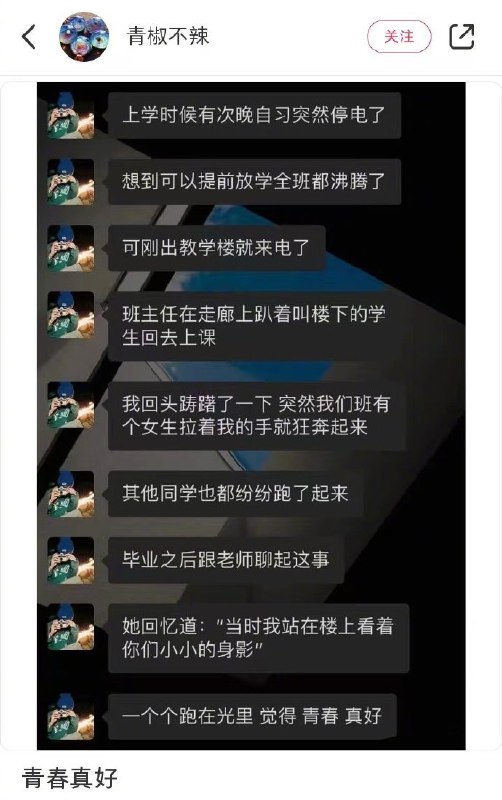 青椒不辣
关注
上学时候有次晚自习突然停电了
想到可以提前放学全班都沸腾了
可刚出教学楼就来电了
班主任在走廊上趴着叫楼下的学
生回去上课
我回头踌躇了一下 突然我们班有
个女生拉着我的手就狂奔起来
其他同学也都纷纷跑了起来
毕业之后跟老师聊起这事
她回忆道：“当时我站在楼上看着
你们小小的身影”
一个个跑在光里 觉得 青春 真好
青春真好